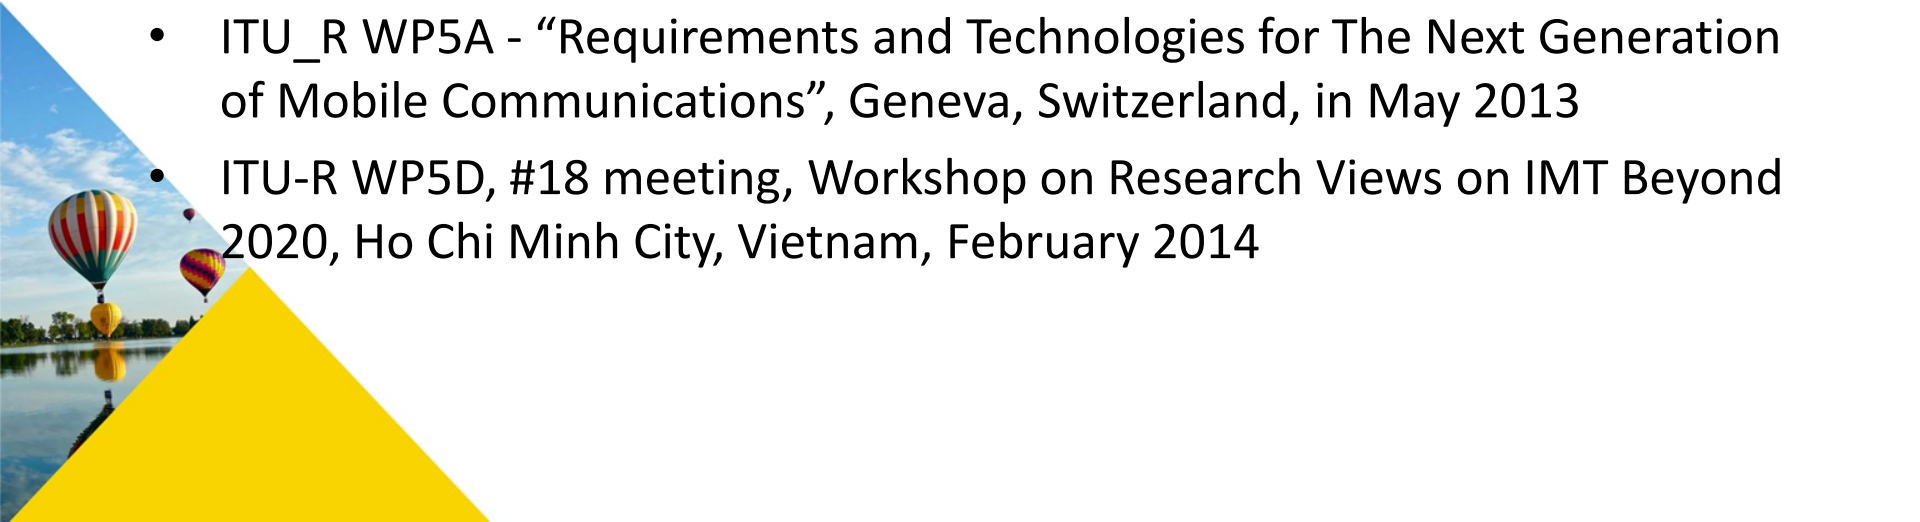 • ITU_R WP5A - “Requirements and Technologies for The Next Generation
of Mobile Communications”, Geneva, Switzerland, in May 2013
• ITU-R WP5D, #18 meeting, Workshop on Research Views on IMT Beyond
2020, Ho Chi Minh City, Vietnam, February 2014